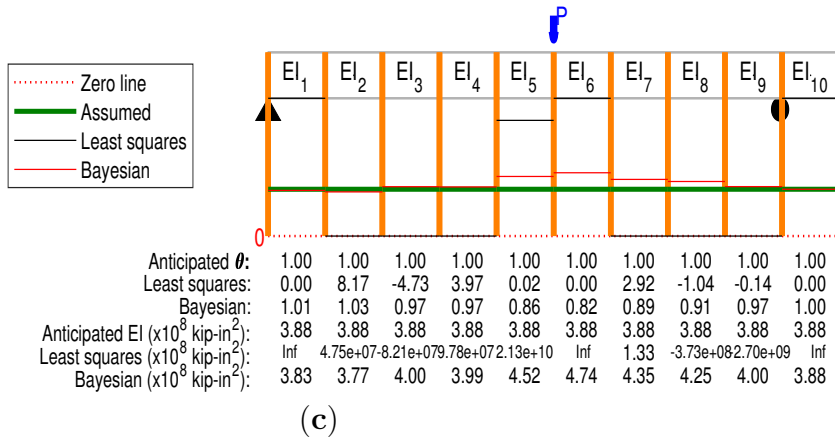 P
EI1 EI2 EI3 EI4 EI5 EI6 EI7 EI8 EI9 EI10
Zero line
Assumed
Least squares
Bayesian
0
Anticipated θ: 1.00 1.00 1.00 1.00 1.00 1.00 1.00 1.00 1.00 1.00
Least squares: 0.00 8.17 -4.73 3.97 0.02 0.00 2.92 -1.04 -0.14 0.00
Bayesian: 1.01 1.03 0.97 0.97 0.86 0.82 0.89 0.91 0.97 1.00
Anticipated EI (x10^8 kip-in^2): 3.88 3.88 3.88 3.88 3.88 3.88 3.88 3.88 3.88 3.88
Least squares (x10^8 kip-in^2): Inf 4.75e+07 -8.21e+07 9.78e+07 2.13e+10 Inf 1.33 -3.73e+08 -2.70e+09 Inf
Bayesian (x10^8 kip-in^2): 3.83 3.77 4.00 3.99 4.52 4.74 4.35 4.25 4.00 3.88
(c)